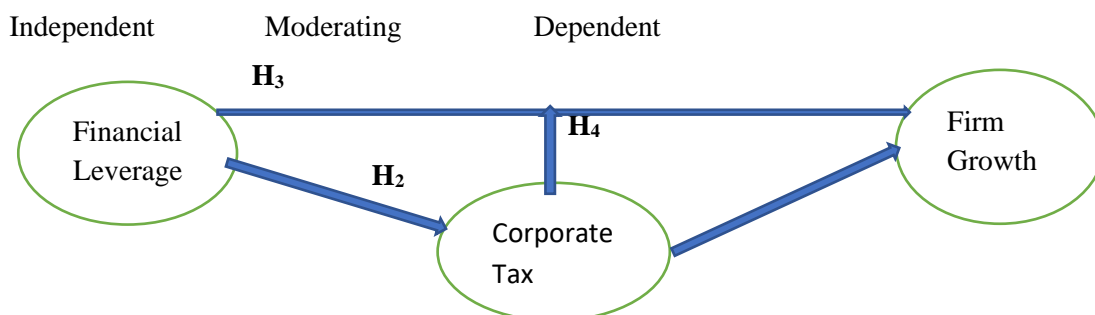 Independent Moderating Dependent
H₃
Financial
Leverage
H₂
H₄
Corporate
Tax
Firm
Growth